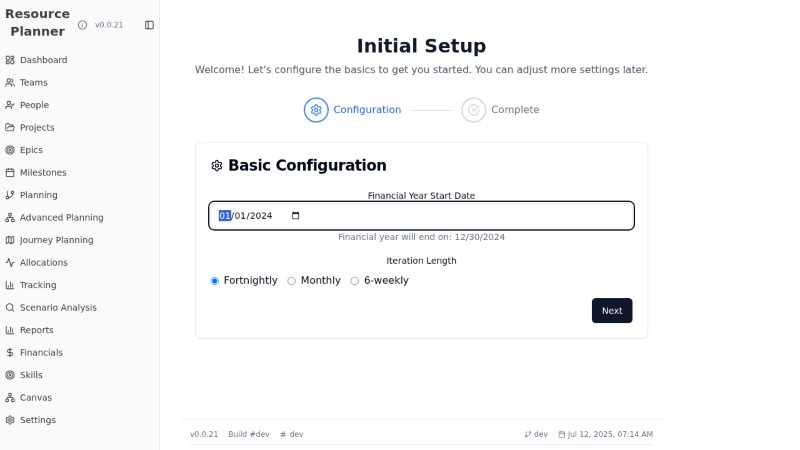 Resource
Planner
v0.0.21
Dashboard
Teams
People
Projects
Epics
Milestones
Planning
Advanced Planning
Journey Planning
Allocations
Tracking
Scenario Analysis
Reports
Financials
Skills
Canvas
Settings
Initial Setup
Welcome! Let's configure the basics to get you started. You can adjust more settings later.
Configuration
Complete
Basic Configuration
Financial Year Start Date
01/01/2024
Financial year will end on: 12/30/2024
Iteration Length
Fortnightly Monthly 6-weekly
Next
v0.0.21 Build #dev # dev
dev Jul 12, 2025, 07:14 AM